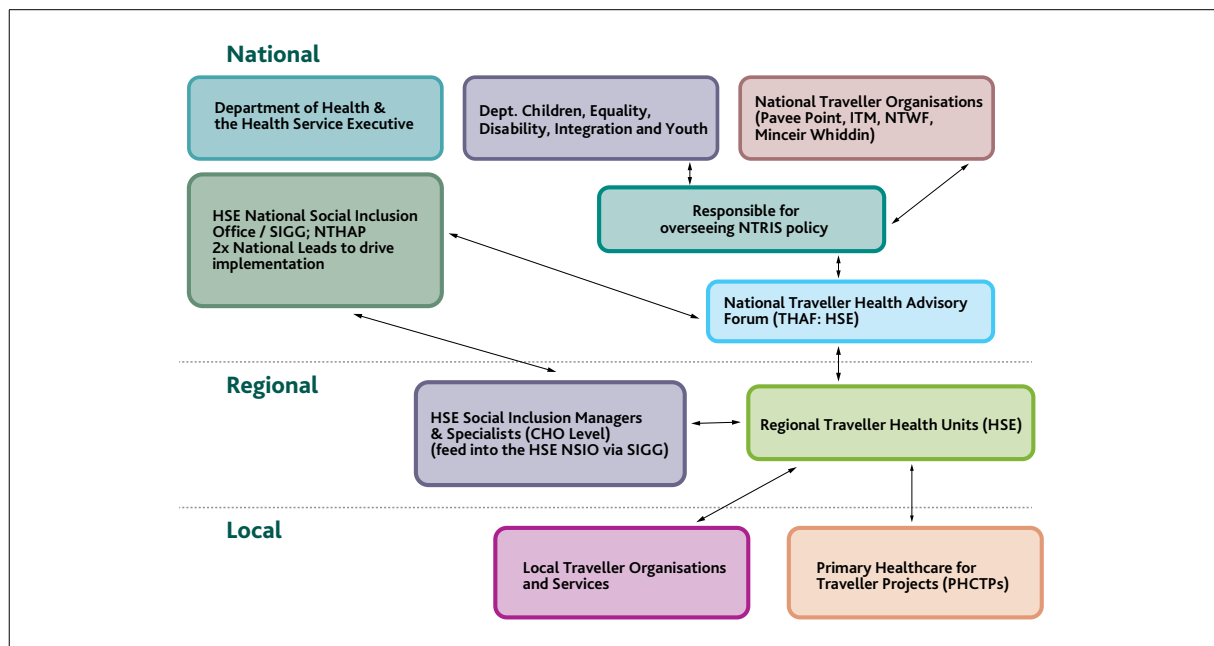 National
Department of Health &
the Health Service Executive
Dept. Children, Equality,
Disability, Integration and Youth
National Traveller Organisations
(Pavee Point, ITM, NTWF,
Minceir Whiddin)
HSE National Social Inclusion
Office / SIGG; NTHAP
2x National Leads to drive
implementation
Responsible for
overseeing NTRIS policy
National Traveller Health Advisory
Forum (THAF: HSE)
Regional
HSE Social Inclusion Managers
& Specialists (CHO Level)
(feed into the HSE NSIO via SIGG)
Regional Traveller Health Units (HSE)
Local
Local Traveller Organisations
and Services
Primary Healthcare for
Traveller Projects (PHCTPs)